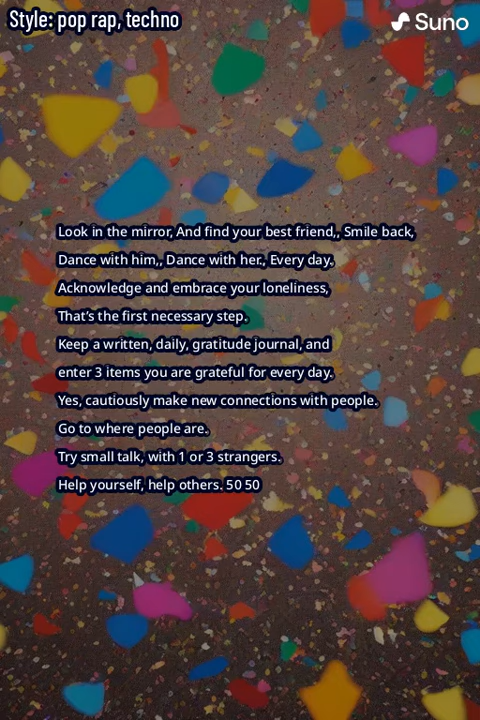 Style: pop rap, techno
Suno
Look in the mirror, And find your best friend,, Smile back,
Dance with him,, Dance with her., Every day.
Acknowledge and embrace your loneliness,
That's the first necessary step.
Keep a written, daily, gratitude journal, and
enter 3 items you are grateful for every day.
Yes, cautiously make new connections with people.
Go to where people are.
Try small talk, with 1 or 3 strangers.
Help yourself, help others. 50 50